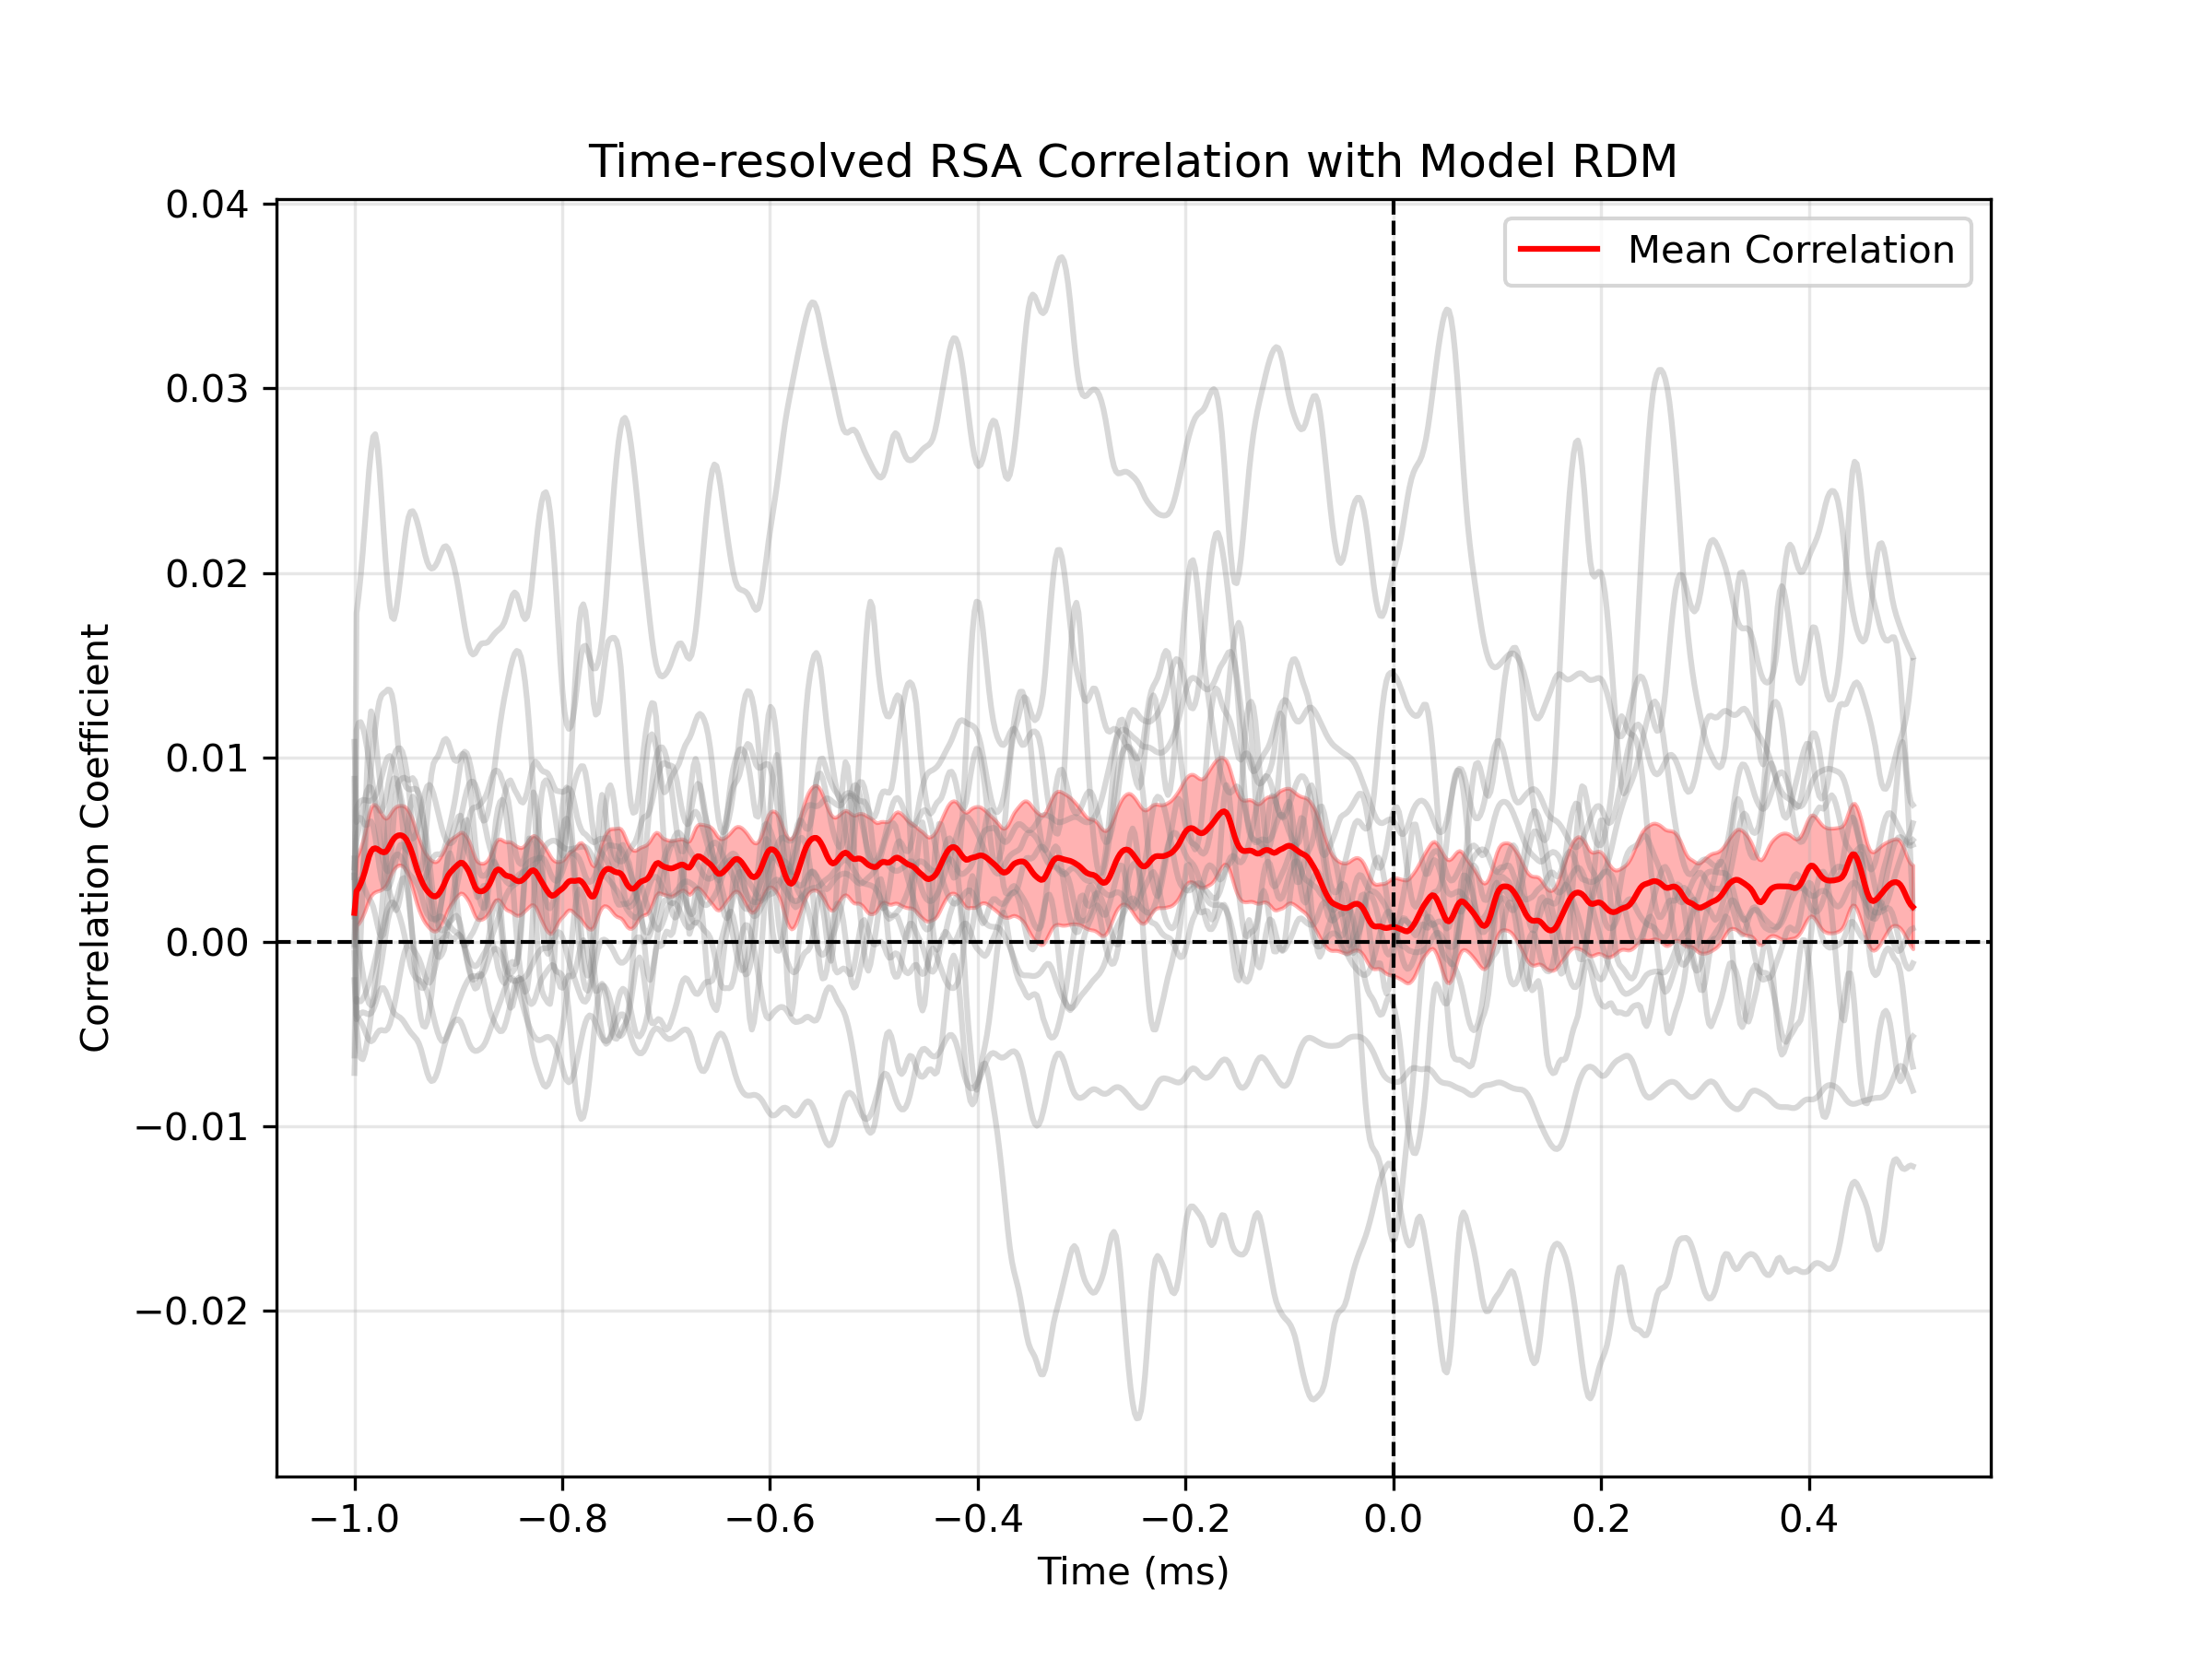 Time-resolved RSA Correlation with Model RDM
Mean Correlation
Correlation Coefficient
0.04
0.03
0.02
0.01
0.00
−0.01
−0.02
−1.0 −0.8 −0.6 −0.4 −0.2 0.0 0.2 0.4
Time (ms)